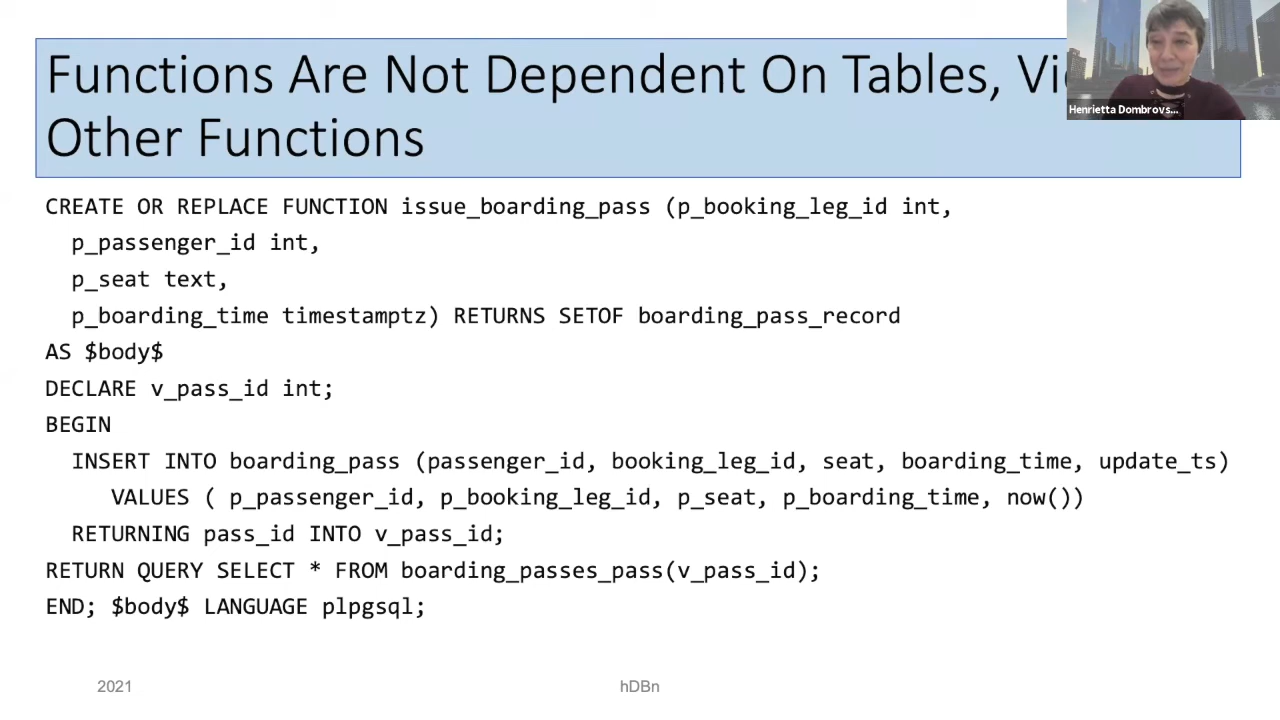 Functions Are Not Dependent On Tables,
Other Functions
Henrietta Dombrovs...
CREATE OR REPLACE FUNCTION issue_boarding_pass (p_booking_leg_id int,
p_passenger_id int,
p_seat text,
p_boarding_time timestamptz) RETURNS SETOF boarding_pass_record
AS $body$
DECLARE v_pass_id int;
BEGIN
INSERT INTO boarding_pass (passenger_id, booking_leg_id, seat, boarding_time, update_ts)
VALUES ( p_passenger_id, p_booking_leg_id, p_seat, p_boarding_time, now())
RETURNING pass_id INTO v_pass_id;
RETURN QUERY SELECT * FROM boarding_passes_pass(v_pass_id);
END; $body$ LANGUAGE plpgsql;
2021
hDBn